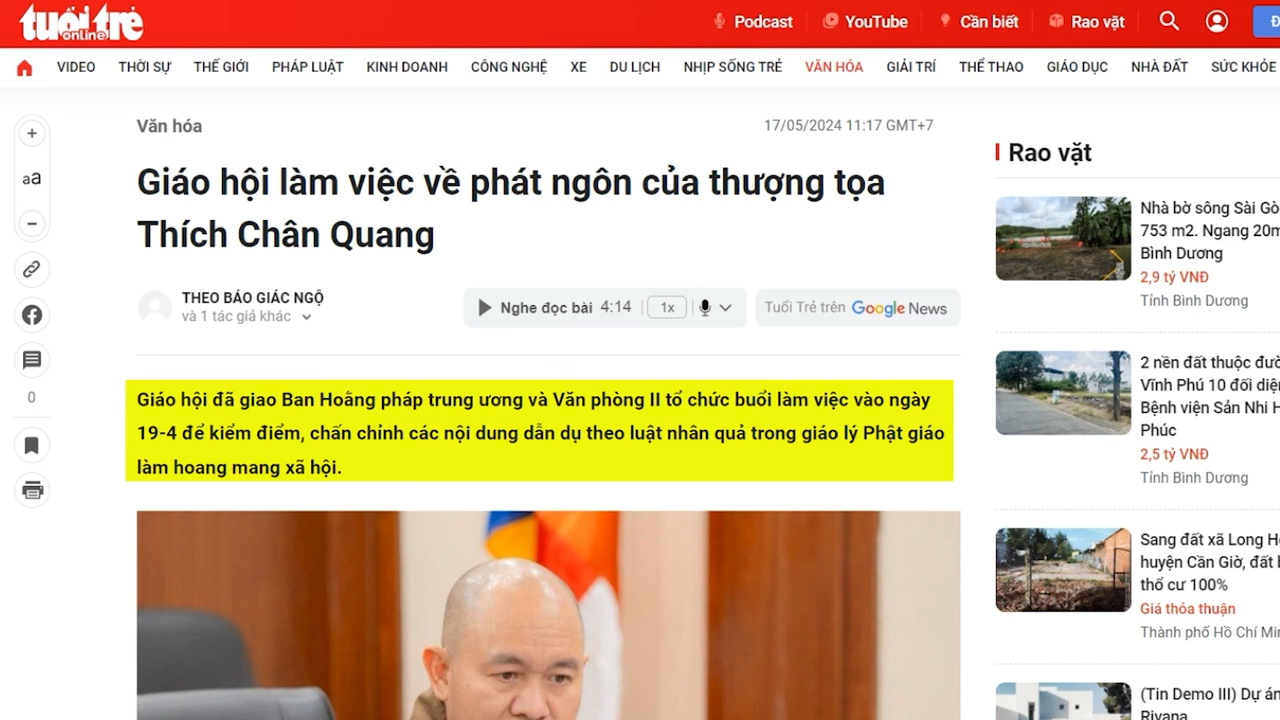 tuổi trẻ
online
Podcast
YouTube
Cần biết
Rao vặt
Đ
VIDEO
THỜI SỰ
THẾ GIỚI
PHÁP LUẬT
KINH DOANH
CÔNG NGHỆ
XE
DU LỊCH
NHỊP SỐNG TRẺ
VĂN HÓA
GIẢI TRÍ
THỂ THAO
GIÁO DỤC
NHÀ ĐẤT
SỨC KHỎE
Văn hóa
17/05/2024 11:17 GMT+7
Giáo hội làm việc về phát ngôn của thượng tọa
Thích Chân Quang
THEO BÁO GIÁC NGỘ
và 1 tác giả khác
Nghe đọc bài 4:14
1x
Tuổi Trẻ trên Google News
Giáo hội đã giao Ban Hoằng pháp trung ương và Văn phòng II tổ chức buổi làm việc vào ngày
19-4 để kiểm điểm, chấn chỉnh các nội dung dẫn dụ theo luật nhân quả trong giáo lý Phật giáo
làm hoang mang xã hội.
+
aA
−
0
Rao vặt
Nhà bờ sông Sài Gò
753 m2. Ngang 20m
Bình Dương
2,9 tỷ VNĐ
Tỉnh Bình Dương
2 nền đất thuộc đườ
Vĩnh Phú 10 đối diệ
Bệnh viện Sản Nhi H
Phúc
2,5 tỷ VNĐ
Tỉnh Bình Dương
Sang đất xã Long H
huyện Cần Giờ, đất
thổ cư 100%
Giá thỏa thuận
Thành phố Hồ Chí Mi
(Tin Demo III) Dự á
Rivana